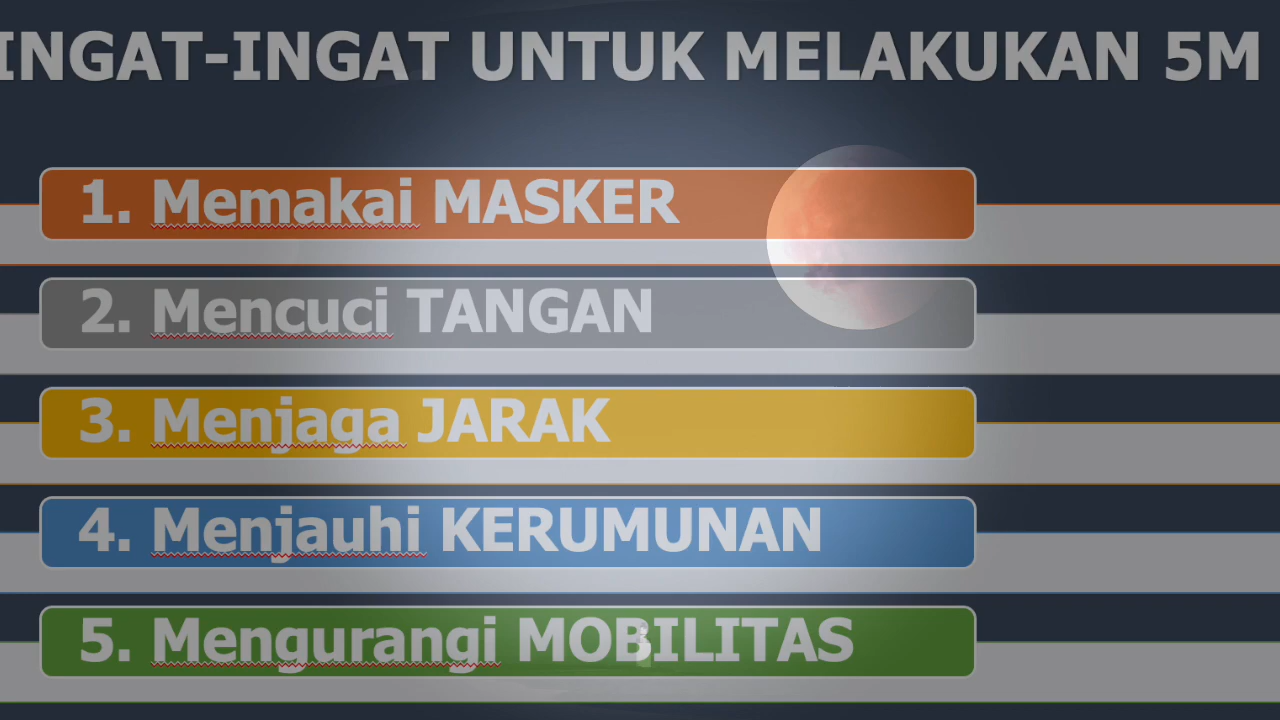 INGAT-INGAT UNTUK MELAKUKAN 5M
1. Memakai MASKER
2. Mencuci TANGAN
3. Menjaga JARAK
4. Menjauhi KERUMUNAN
5. Mengurangi MOBILITAS